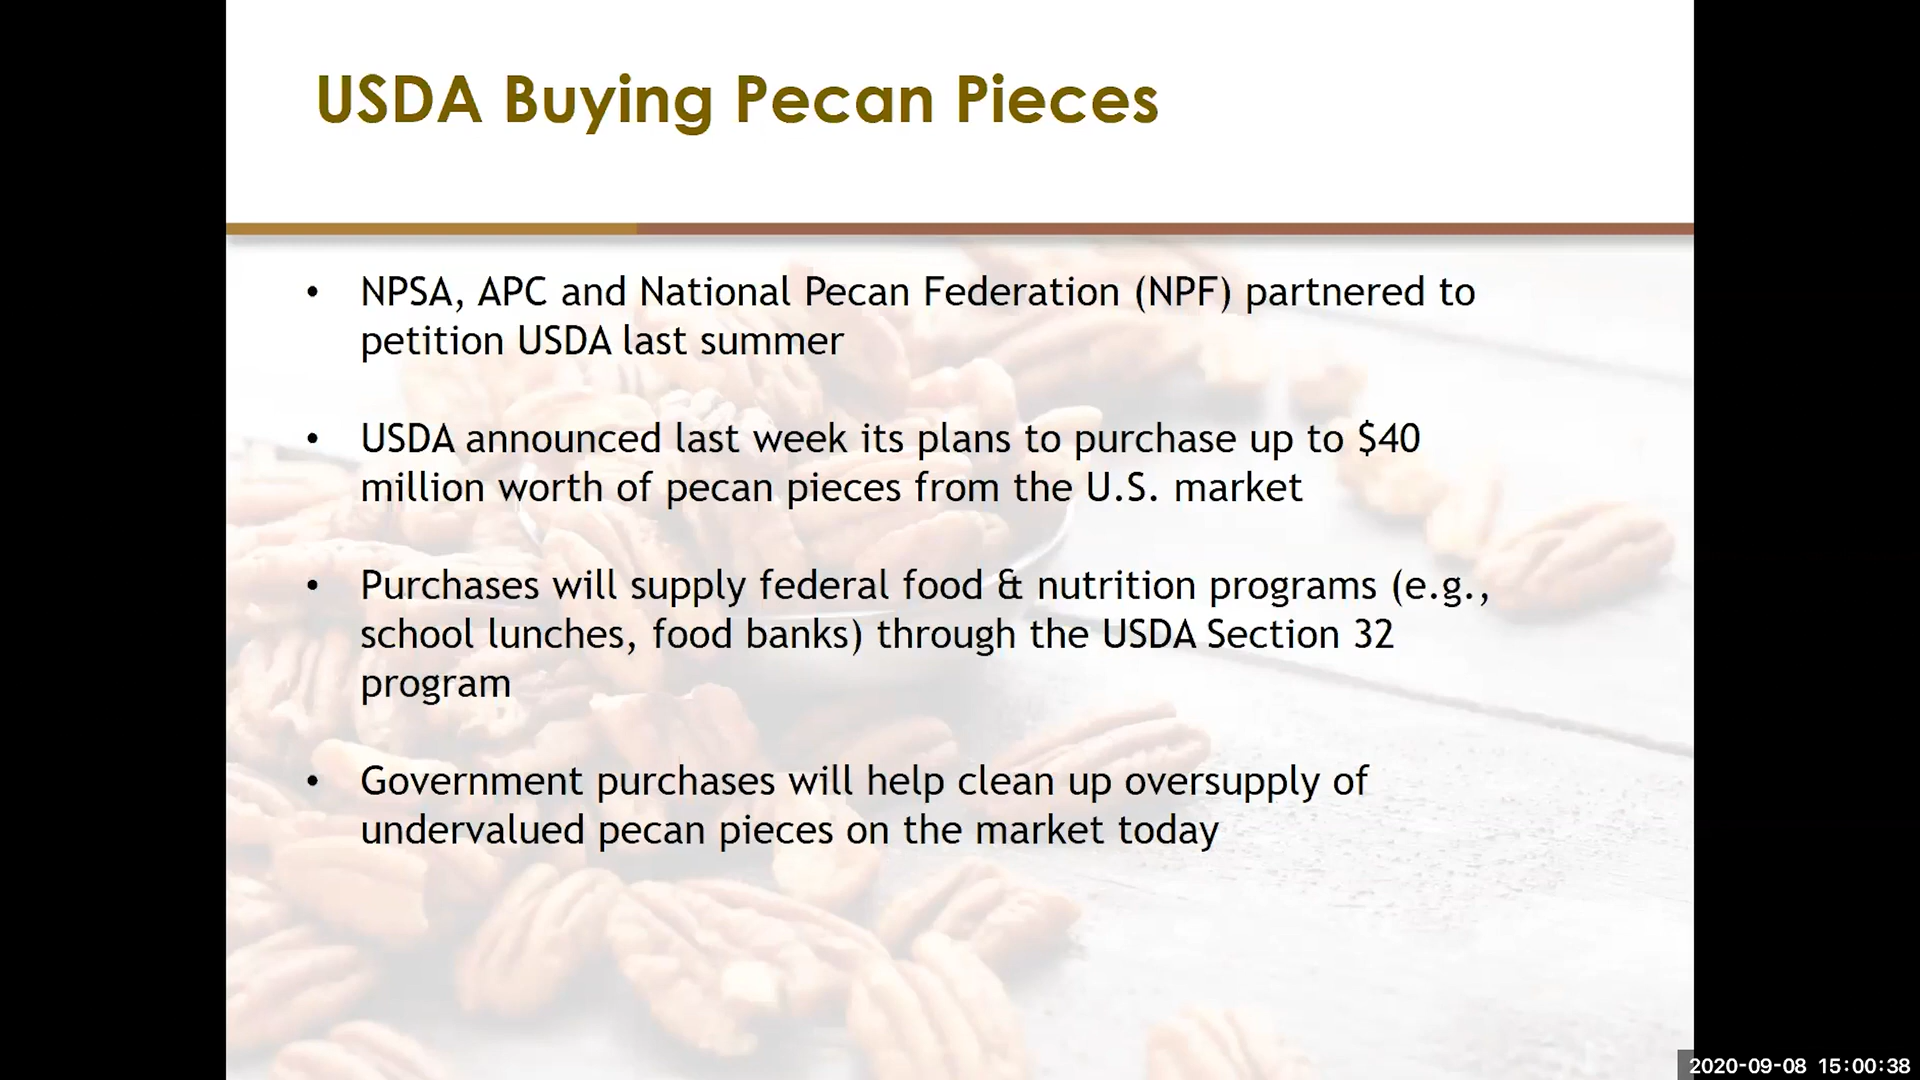 USDA Buying Pecan Pieces
• NPSA, APC and National Pecan Federation (NPF) partnered to
petition USDA last summer
• USDA announced last week its plans to purchase up to $40
million worth of pecan pieces from the U.S. market
• Purchases will supply federal food & nutrition programs (e.g.,
school lunches, food banks) through the USDA Section 32
program
• Government purchases will help clean up oversupply of
undervalued pecan pieces on the market today
2020-09-08 15:00:38